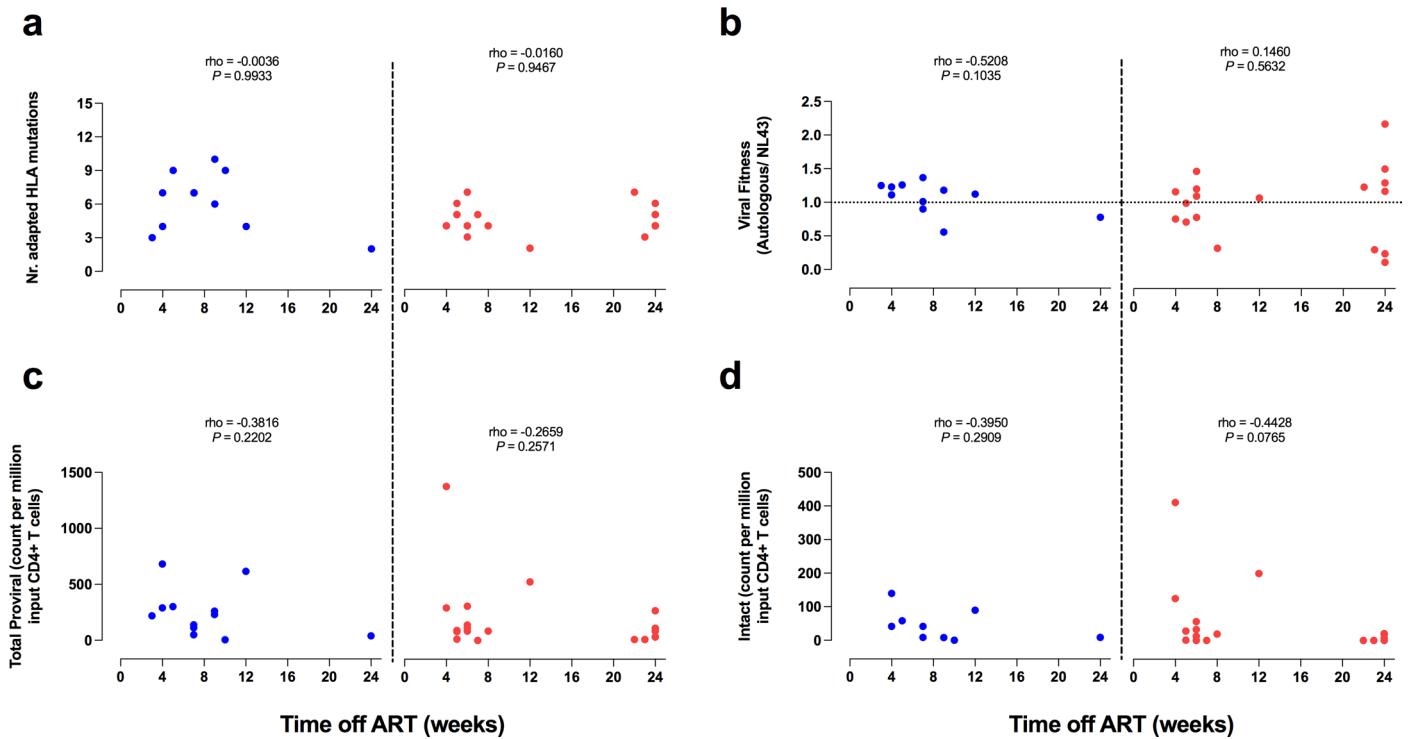 a
rho = -0.0036
P = 0.9933
rho = -0.0160
P = 0.9467
Nr. adapted HLA mutations
15
12
9
6
3
0
0 4 8 12 16 20 24
0 4 8 12 16 20 24
b
rho = -0.5208
P = 0.1035
rho = 0.1460
P = 0.5632
Viral Fitness
(Autologous/ NL43)
2.5
2.0
1.5
1.0
0.5
0.0
0 4 8 12 16 20 24
0 4 8 12 16 20 24
c
rho = -0.3816
P = 0.2202
rho = -0.2659
P = 0.2571
Total Proviral (count per million
input CD4+ T cells)
1500
1000
500
0
0 4 8 12 16 20 24
0 4 8 12 16 20 24
Time off ART (weeks)
d
rho = -0.3950
P = 0.2909
rho = -0.4428
P = 0.0765
Intact (count per million
input CD4+ T cells)
500
400
300
200
100
0
0 4 8 12 16 20 24
0 4 8 12 16 20 24
Time off ART (weeks)